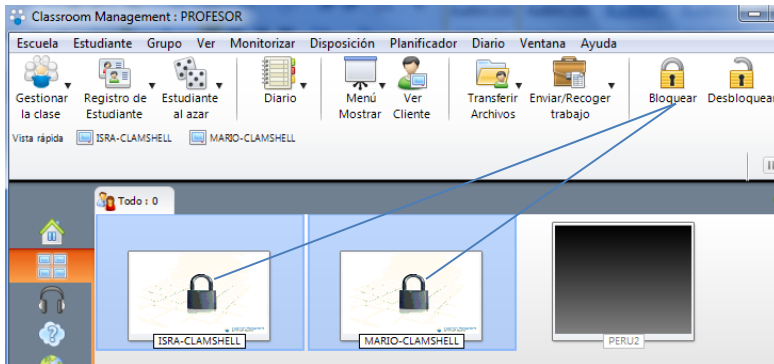 Classroom Management : PROFESOR
Escuela Estudiante Grupo Ver Monitorizar Disposición Planificador Diario Ventana Ayuda
Gestionar la clase
Registro de Estudiante
Estudiante al azar
Diario
Menú Mostrar
Ver Cliente
Transferir Archivos
Enviar/Recoger trabajo
Bloquear
Desbloquear
Vista rápida ISRA-CLAMSHELL MARIO-CLAMSHELL
Todo : 0
ISRA-CLAMSHELL
MARIO-CLAMSHELL
PERU2